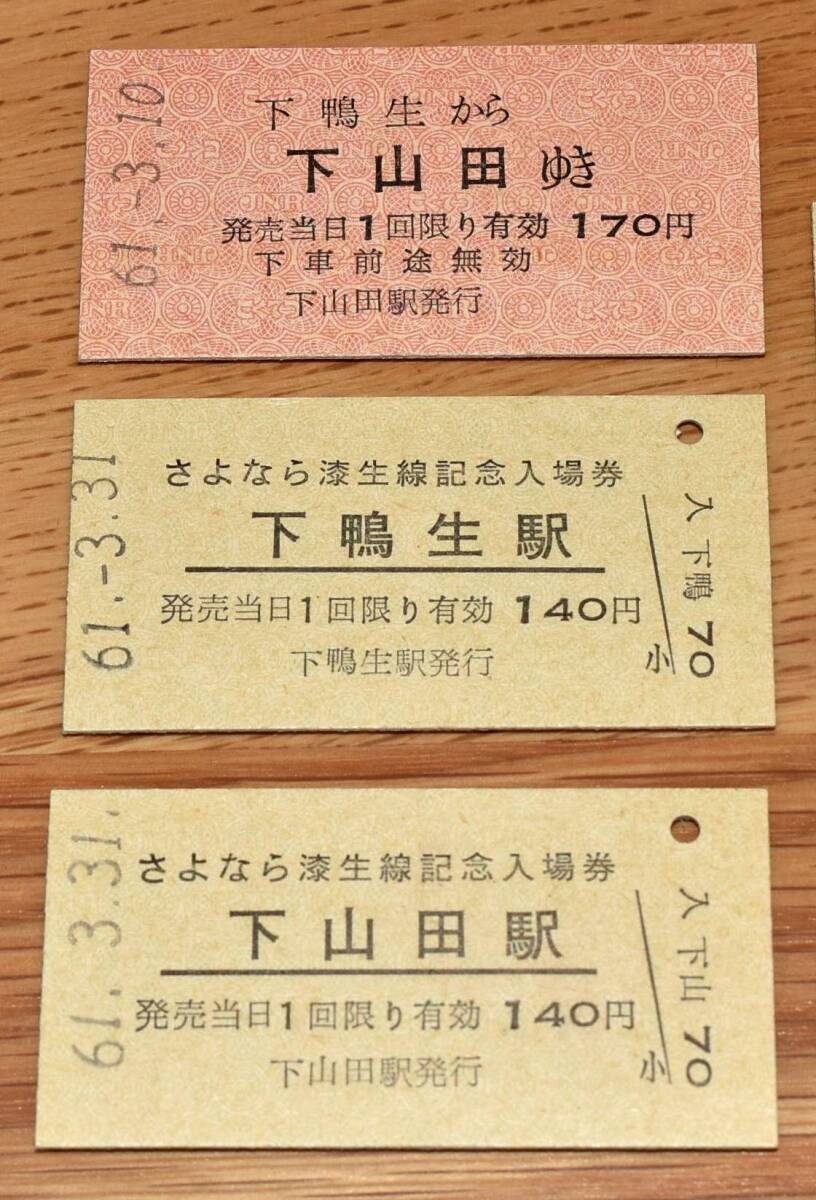 61.-3.10.
下鴨生から
下山田ゆき
発売当日1回限り有効 170円
下車前途無効
下山田駅発行
61.-3.31
さよなら漆生線記念入場券
下鴨生駅
発売当日1回限り有効 140円
下鴨生駅発行
入 下鴨 70
小
61. 3.31.
さよなら漆生線記念入場券
下山田駅
発売当日1回限り有効 140円
下山田駅発行
入 下山 70
小